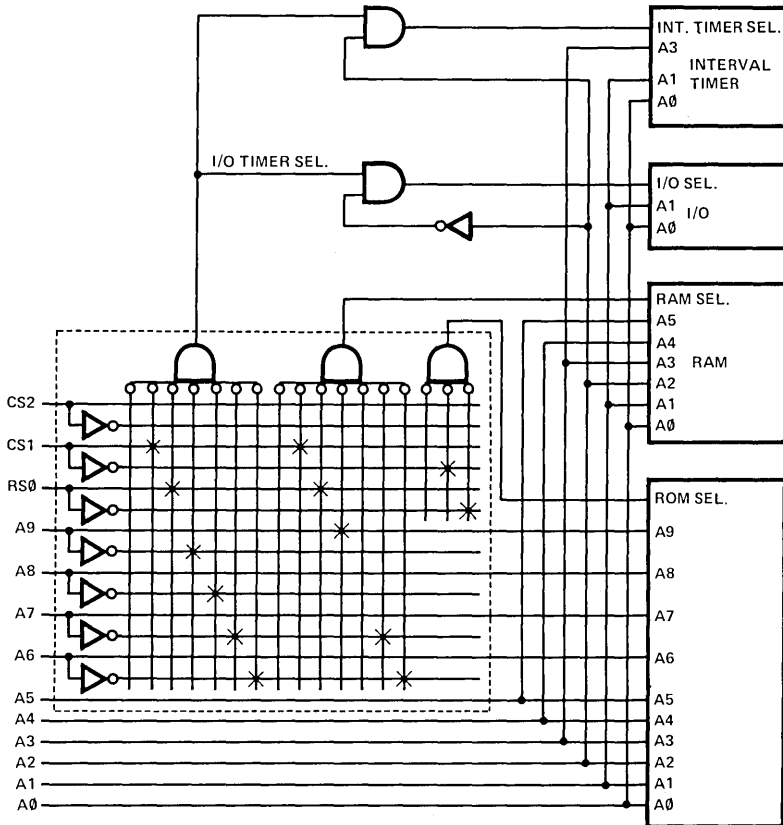 INT. TIMER SEL.
A3
INTERVAL
TIMER
A1
AØ
I/O TIMER SEL.
I/O SEL.
A1
I/O
AØ
RAM SEL.
A5
A4
A3
RAM
A2
A1
AØ
CS2
CS1
RSØ
A9
A8
A7
A6
A5
A4
A3
A2
A1
AØ
ROM SEL.
A9
A8
A7
A6
A5
A4
A3
A2
A1
AØ